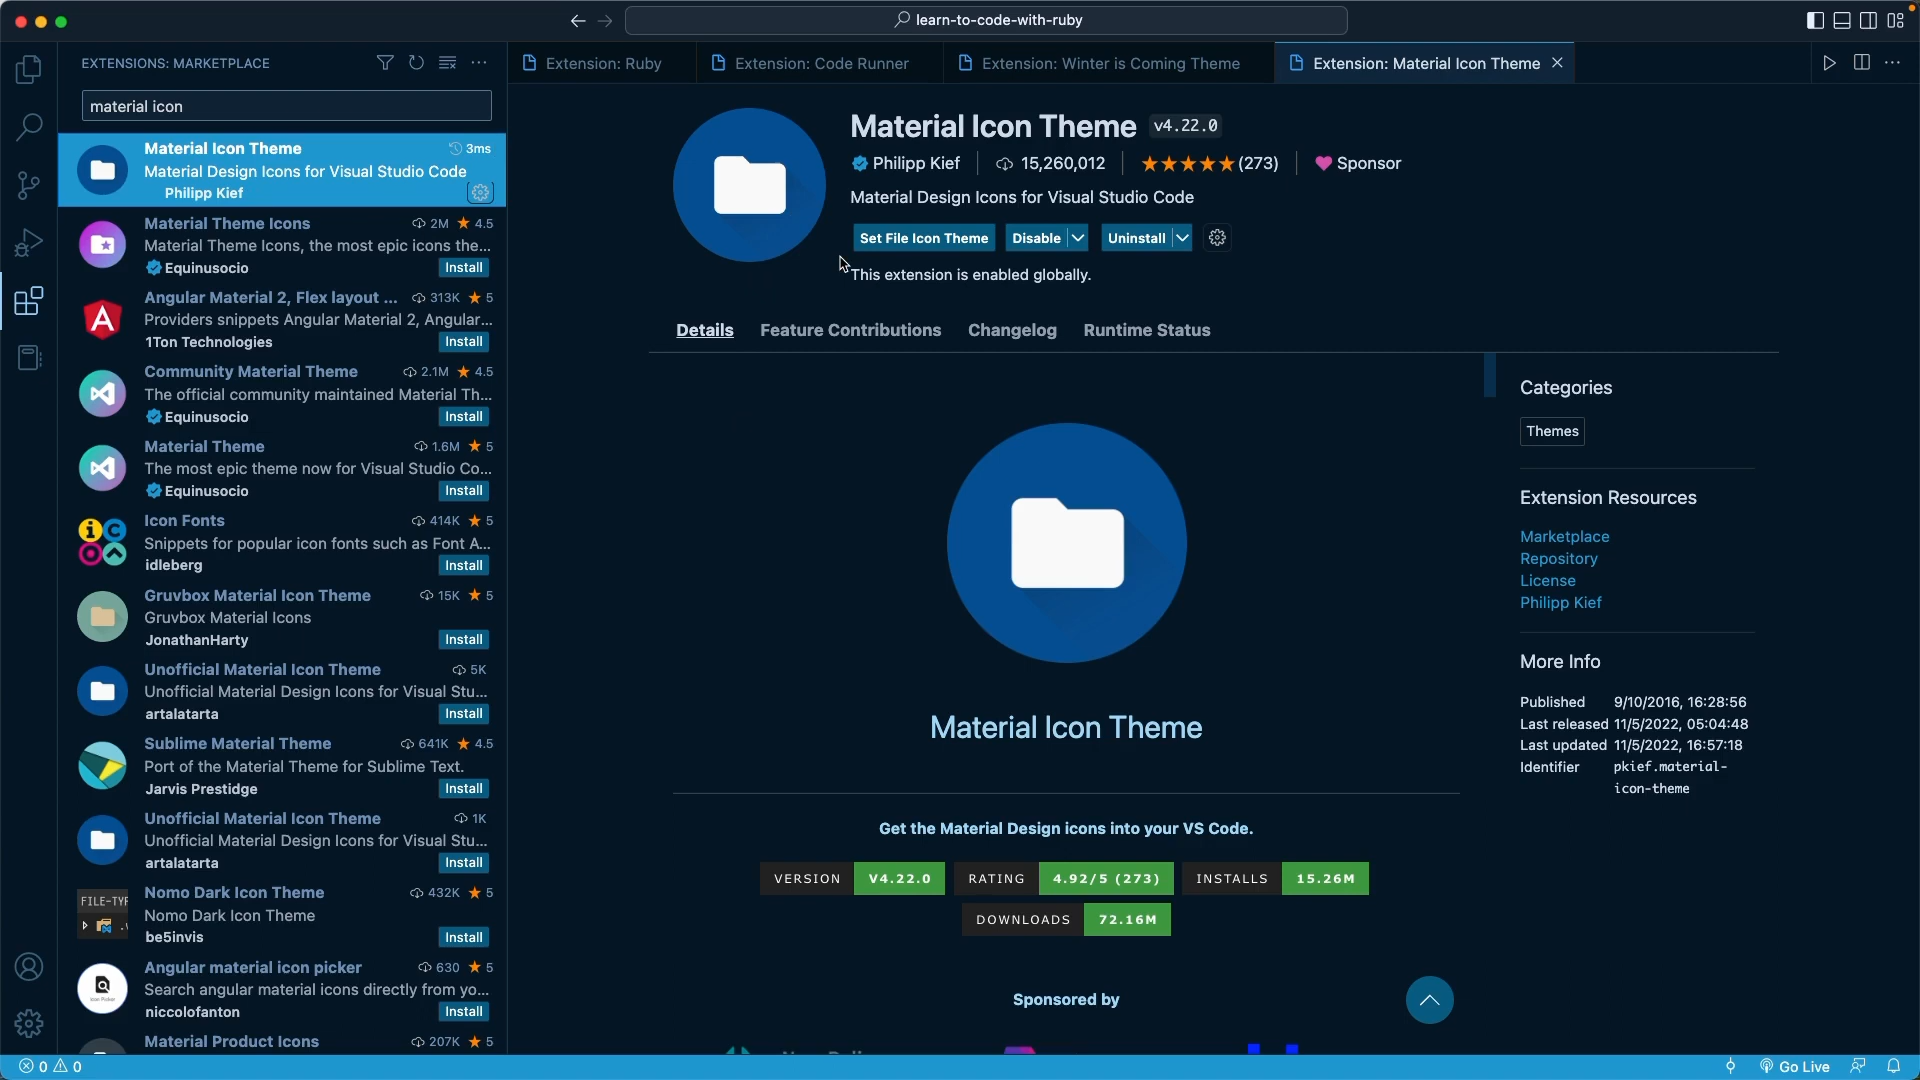 learn-to-code-with-ruby
EXTENSIONS: MARKETPLACE
material icon
Material Icon Theme 3ms
Material Design Icons for Visual Studio Code
Philipp Kief
Material Theme Icons 2M 4.5
Material Theme Icons, the most epic icons the...
Equinusocio Install
Angular Material 2, Flex layout ... 313K 5
Providers snippets Angular Material 2, Angular...
1Ton Technologies Install
Community Material Theme 2.1M 4.5
The official community maintained Material Th...
Equinusocio Install
Material Theme 1.6M 5
The most epic theme now for Visual Studio Co...
Equinusocio Install
Icon Fonts 414K 5
Snippets for popular icon fonts such as Font A...
idleberg Install
Gruvbox Material Icon Theme 15K 5
Gruvbox Material Icons
JonathanHarty Install
Unofficial Material Icon Theme 5K
Unofficial Material Design Icons for Visual Stu...
artalatarta Install
Sublime Material Theme 641K 4.5
Port of the Material Theme for Sublime Text.
Jarvis Prestidge Install
Unofficial Material Icon Theme 1K
Unofficial Material Design Icons for Visual Stu...
artalatarta Install
FILE-TYP
Nomo Dark Icon Theme 432K 5
Nomo Dark Icon Theme
be5invis Install
Angular material icon picker 630 5
Search angular material icons directly from yo...
niccolofanton Install
Material Product Icons 207K 5
Extension: Ruby
Extension: Code Runner
Extension: Winter is Coming Theme
Extension: Material Icon Theme
Material Icon Theme v4.22.0
Philipp Kief 15,260,012 (273) Sponsor
Material Design Icons for Visual Studio Code
Set File Icon Theme Disable Uninstall
This extension is enabled globally.
Details Feature Contributions Changelog Runtime Status
Material Icon Theme
Get the Material Design icons into your VS Code.
VERSION V4.22.0 RATING 4.92/5 (273) INSTALLS 15.26M
DOWNLOADS 72.16M
Sponsored by
Categories
Themes
Extension Resources
Marketplace
Repository
License
Philipp Kief
More Info
Published 9/10/2016, 16:28:56
Last released 11/5/2022, 05:04:48
Last updated 11/5/2022, 16:57:18
Identifier pkief.material-
icon-theme
0 0
Go Live